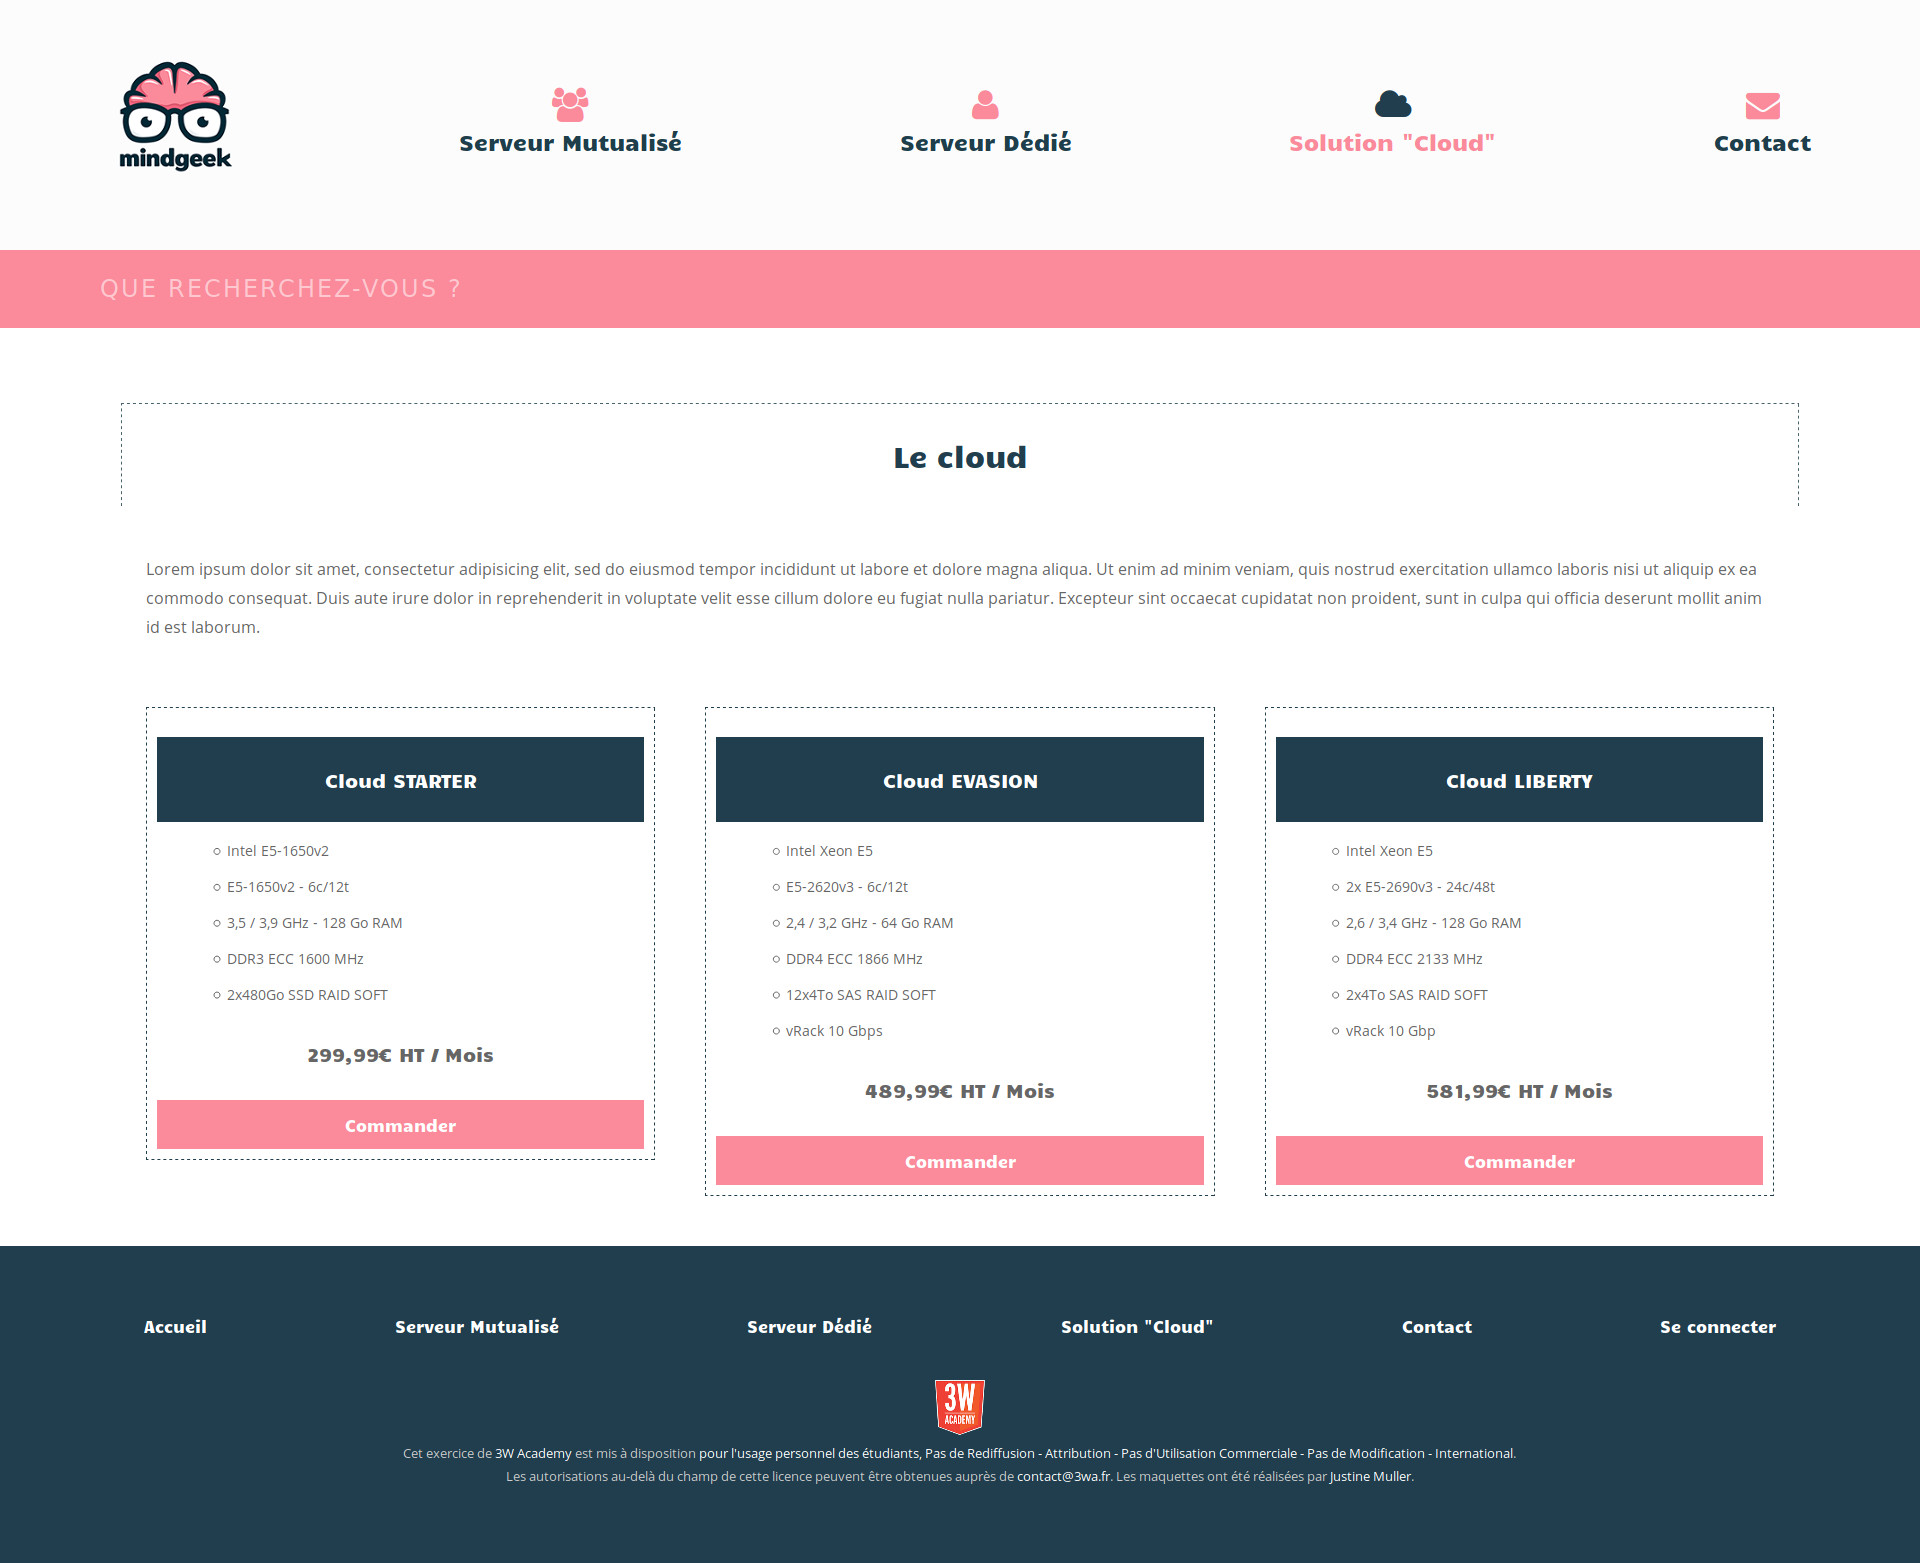 mindgeek
Serveur Mutualisé
Serveur Dédié
Solution "Cloud"
Contact
QUE RECHERCHEZ-VOUS ?
Le cloud
Lorem ipsum dolor sit amet, consectetur adipisicing elit, sed do eiusmod tempor incididunt ut labore et dolore magna aliqua. Ut enim ad minim veniam, quis nostrud exercitation ullamco laboris nisi ut aliquip ex ea
commodo consequat. Duis aute irure dolor in reprehenderit in voluptate velit esse cillum dolore eu fugiat nulla pariatur. Excepteur sint occaecat cupidatat non proident, sunt in culpa qui officia deserunt mollit anim
id est laborum.
Cloud STARTER
Intel E5-1650v2
E5-1650v2 - 6c/12t
3,5 / 3,9 GHz - 128 Go RAM
DDR3 ECC 1600 MHz
2x480Go SSD RAID SOFT
299,99€ HT / Mois
Commander
Cloud EVASION
Intel Xeon E5
E5-2620v3 - 6c/12t
2,4 / 3,2 GHz - 64 Go RAM
DDR4 ECC 1866 MHz
12x4To SAS RAID SOFT
vRack 10 Gbps
489,99€ HT / Mois
Commander
Cloud LIBERTY
Intel Xeon E5
2x E5-2690v3 - 24c/48t
2,6 / 3,4 GHz - 128 Go RAM
DDR4 ECC 2133 MHz
2x4To SAS RAID SOFT
vRack 10 Gbp
581,99€ HT / Mois
Commander
Accueil
Serveur Mutualisé
Serveur Dédié
Solution "Cloud"
Contact
Se connecter
3W
ACADEMY
Cet exercice de 3W Academy est mis à disposition pour l'usage personnel des étudiants, Pas de Rediffusion - Attribution - Pas d'Utilisation Commerciale - Pas de Modification - International.
Les autorisations au-delà du champ de cette licence peuvent être obtenues auprès de contact@3wa.fr. Les maquettes ont été réalisées par Justine Muller.